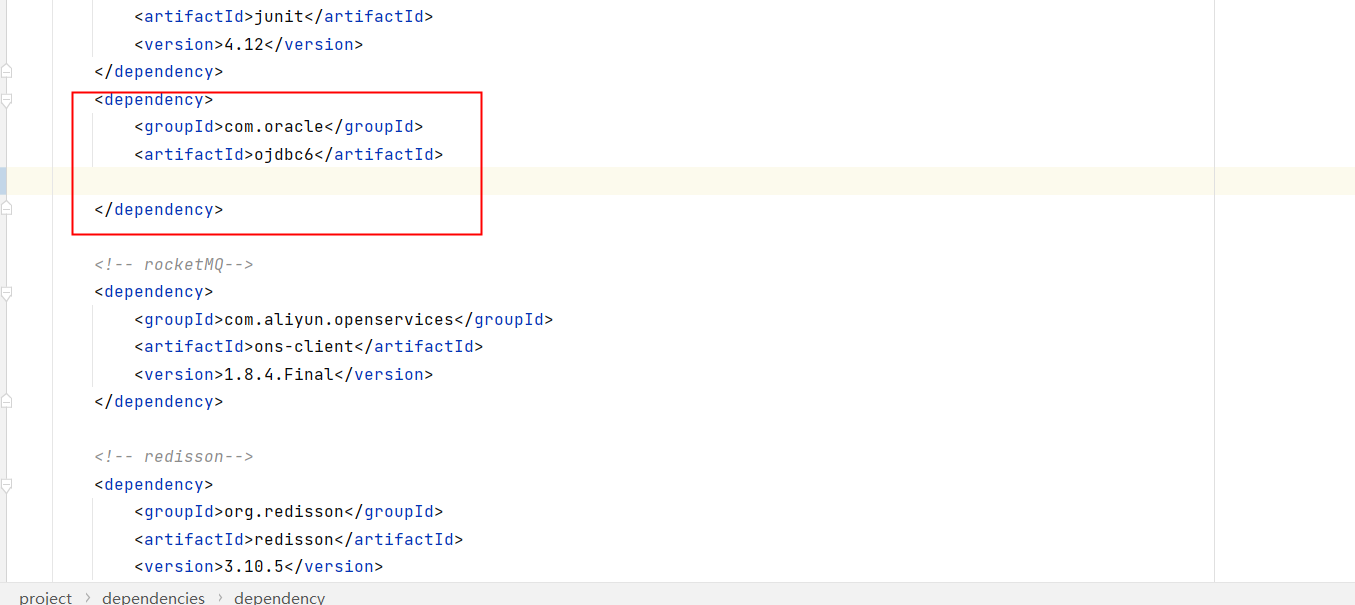 <artifactId>junit</artifactId>
<version>4.12</version>
</dependency>
<dependency>
<groupId>com.oracle</groupId>
<artifactId>ojdbc6</artifactId>
</dependency>
<!-- rocketMQ-->
<dependency>
<groupId>com.aliyun.openservices</groupId>
<artifactId>ons-client</artifactId>
<version>1.8.4.Final</version>
</dependency>
<!-- redisson-->
<dependency>
<groupId>org.redisson</groupId>
<artifactId>redisson</artifactId>
<version>3.10.5</version>
project › dependencies › dependency